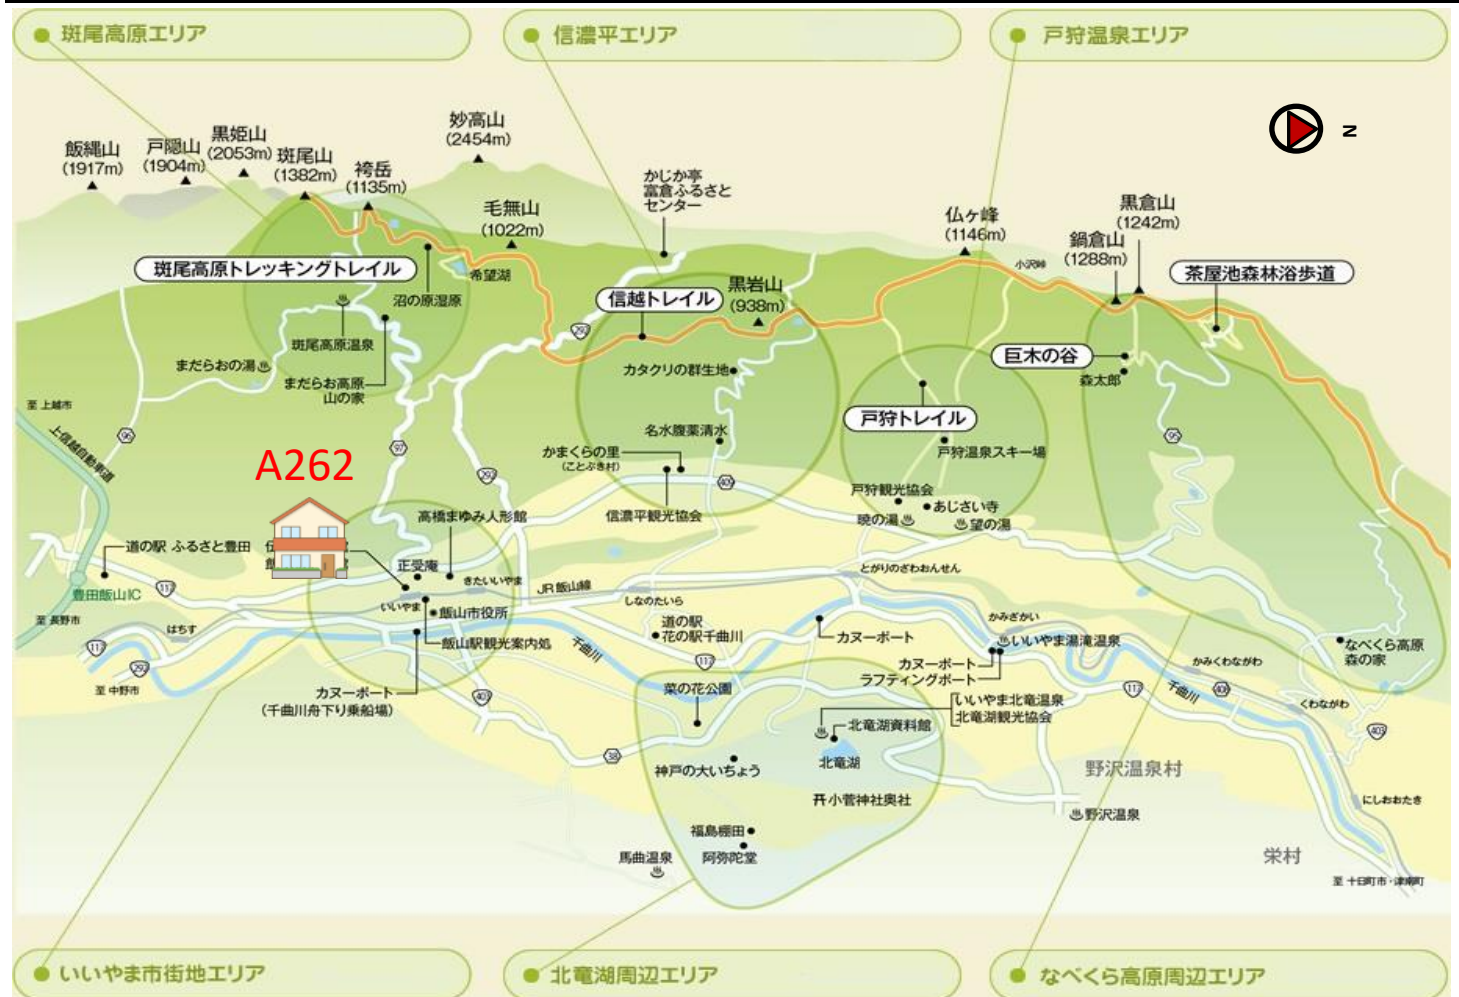 斑尾高原エリア
信濃平エリア
戸狩温泉エリア
N
飯縄山
(1917m)
戸隠山
(1904m)
黒姫山
(2053m)
斑尾山
(1382m)
袴岳
(1135m)
妙高山
(2454m)
毛無山
(1022m)
かじか亭
富倉ふるさと
センター
仏ヶ峰
(1146m)
小沢峠
鍋倉山
(1288m)
黒倉山
(1242m)
茶屋池森林浴歩道
斑尾高原トレッキングトレイル
沼の原湿原
希望湖
信越トレイル
黒岩山
(938m)
292
斑尾高原温泉
まだらおの湯
まだらお高原
山の家
カタクリの群生地
巨木の谷
森太郎
戸狩トレイル
戸狩温泉スキー場
至 上越市
上信越自動車道
96
97
292
95
名水腹薬清水
かまくらの里
(ことぶき村)
409
信濃平観光協会
戸狩観光協会
あじさい寺
暁の湯
望の湯
A262
高橋まゆみ人形館
道の駅 ふるさと豊田
正受庵
きたいいやま
JR飯山線
とがりのざわおんせん
豊田飯山IC
117
いいやま
飯山市役所
しなのたいら
至 長野市
はちす
117
292
至 中野市
飯山駅観光案内処
千曲川
道の駅
花の駅千曲川
117
カヌーポート
かみざかい
いいやま湯滝温泉
カヌーポート
ラフティングポート
かみくわながわ
なべくら高原
森の家
カヌーポート
(千曲川舟下り乗船場)
403
菜の花公園
いいやま北竜温泉
北竜湖観光協会
北竜湖資料館
117
千曲川
408
くわながわ
403
38
神戸の大いちょう
北竜湖
野沢温泉村
小菅神社奥社
野沢温泉
にしおおたき
福島棚田
阿弥陀堂
馬曲温泉
栄村
至 十日町市・津南町
いいやま市街地エリア
北竜湖周辺エリア
なべくら高原周辺エリア